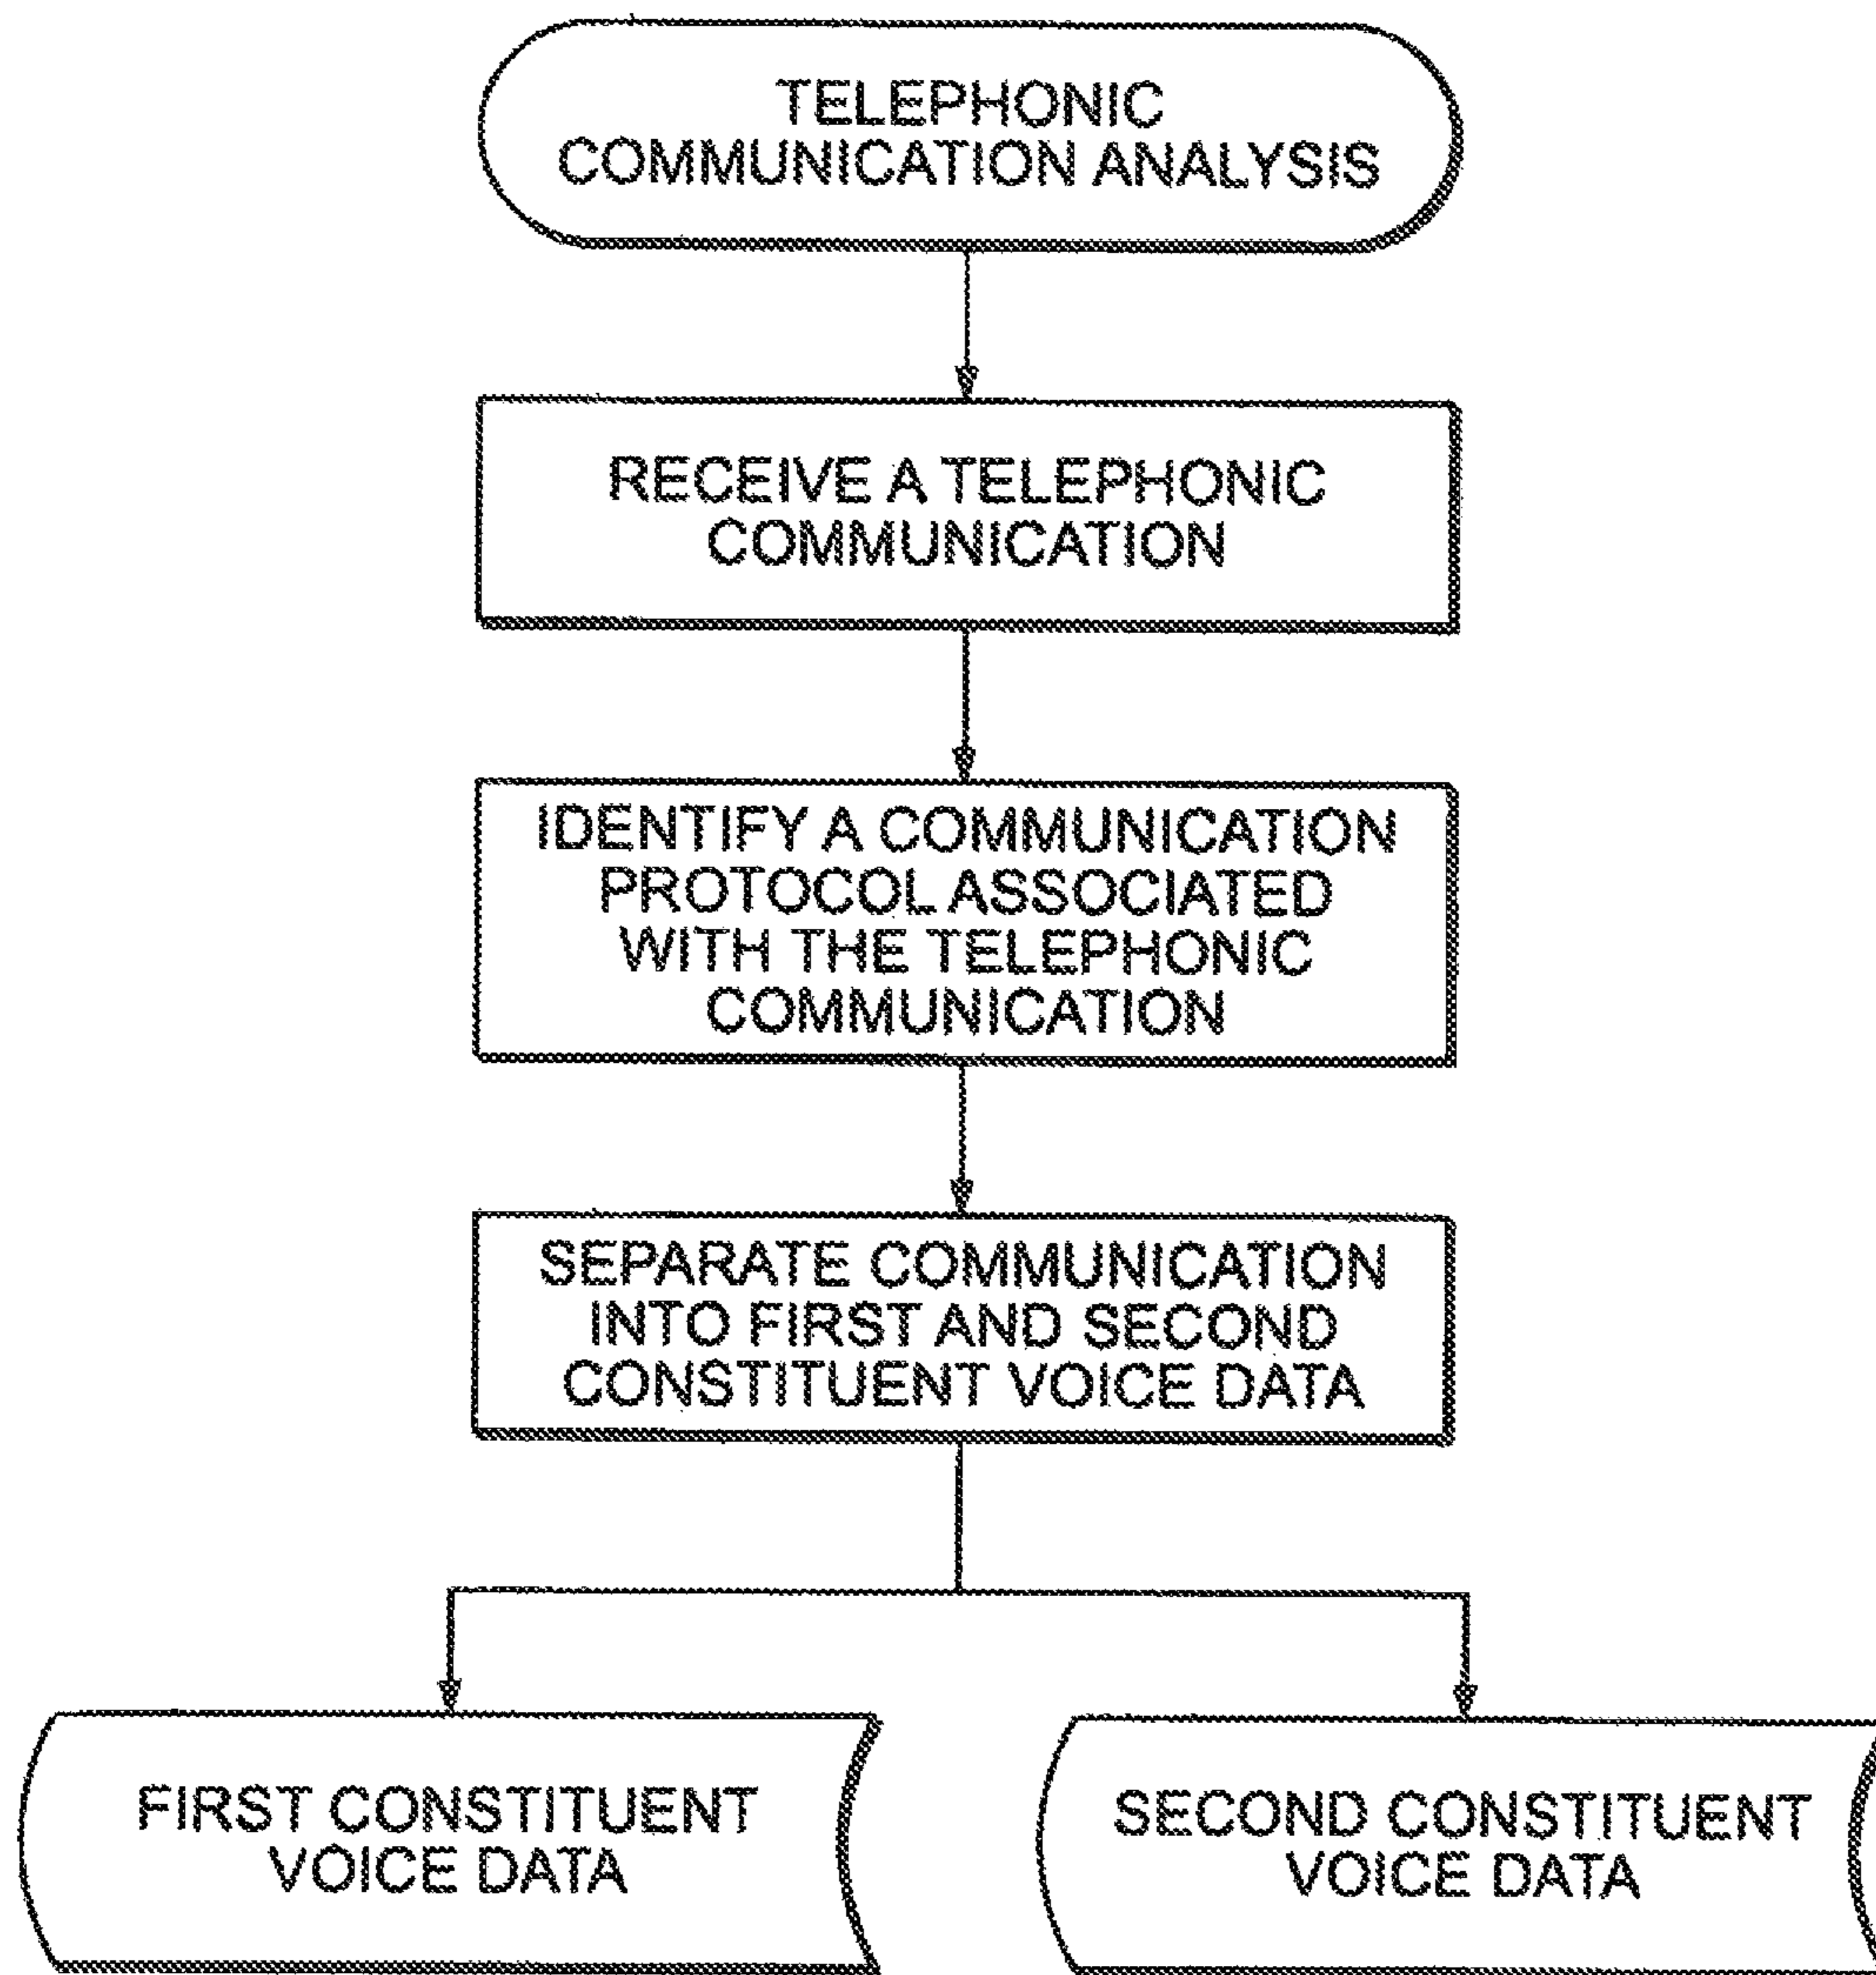 TELEPHONIC
COMMUNICATION ANALYSIS
RECEIVE A TELEPHONIC
COMMUNICATION
IDENTIFY A COMMUNICATION
PROTOCOL ASSOCIATED
WITH THE TELEPHONIC
COMMUNICATION
SEPARATE COMMUNICATION
INTO FIRST AND SECOND
CONSTITUENT VOICE DATA
FIRST CONSTITUENT
VOICE DATA
SECOND CONSTITUENT
VOICE DATA